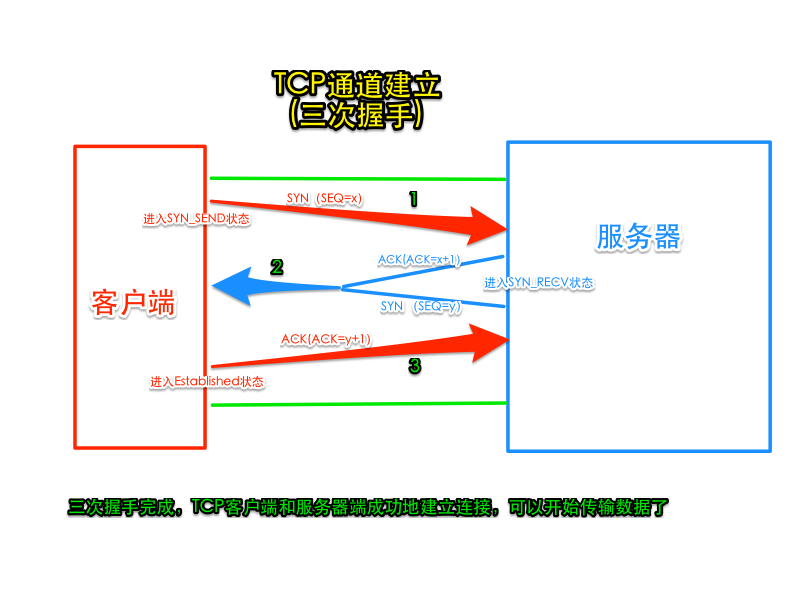 TCP通道建立
(三次握手)
SYN（SEQ=x）
1
进入SYN_SEND状态
服务器
ACK(ACK=x+1)
2
进入SYN_RECV状态
客户端
SYN （SEQ=y）
ACK(ACK=y+1)
3
进入Established状态
三次握手完成，TCP客户端和服务器端成功地建立连接，可以开始传输数据了